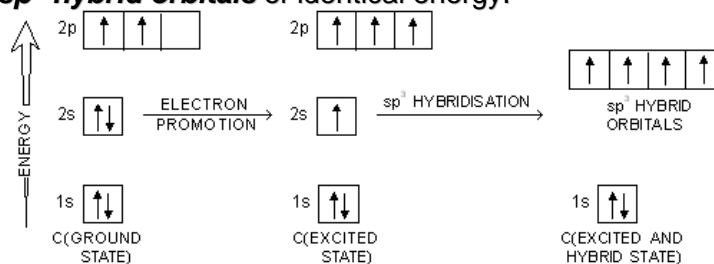 sp³ hybrid orbitals of identical energy.
2p
2p
ENERGY
2s
ELECTRON
PROMOTION
2s
sp³ HYBRIDISATION
sp³ HYBRID
ORBITALS
1s
1s
1s
C(GROUND
STATE)
C(EXCITED
STATE)
C(EXCITED AND
HYBRID STATE)